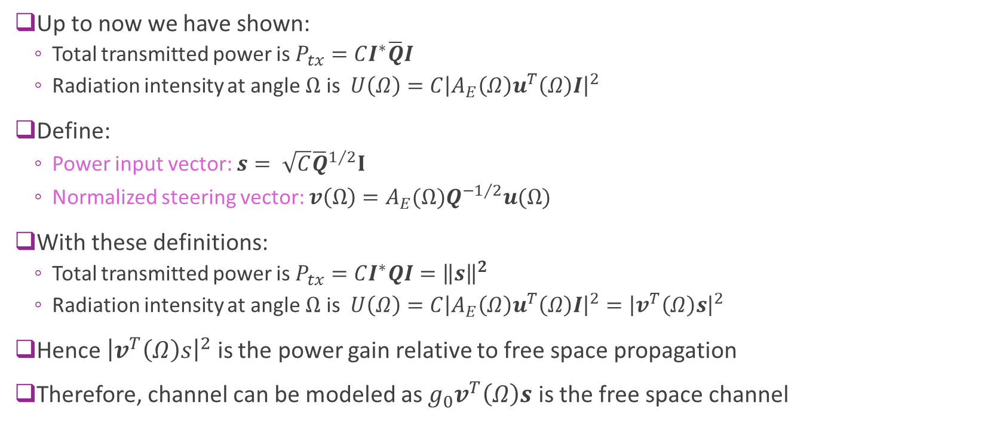 ❑Up to now we have shown:
◦ Total transmitted power is $P_{tx} = C\boldsymbol{I}^*\overline{\boldsymbol{Q}}\boldsymbol{I}$
◦ Radiation intensity at angle Ω is $U(\Omega) = C|A_E(\Omega)\boldsymbol{u}^T(\Omega)\boldsymbol{I}|^2$
❑Define:
◦ Power input vector: $\boldsymbol{s} = \sqrt{C}\overline{\boldsymbol{Q}}^{1/2}\mathbf{I}$
◦ Normalized steering vector: $\boldsymbol{v}(\Omega) = A_E(\Omega)\boldsymbol{Q}^{-1/2}\boldsymbol{u}(\Omega)$
❑With these definitions:
◦ Total transmitted power is $P_{tx} = C\boldsymbol{I}^*\boldsymbol{Q}\boldsymbol{I} = \|\boldsymbol{s}\|^{\mathbf{2}}$
◦ Radiation intensity at angle Ω is $U(\Omega) = C|A_E(\Omega)\boldsymbol{u}^T(\Omega)\boldsymbol{I}|^2 = |\boldsymbol{v}^T(\Omega)\boldsymbol{s}|^2$
❑Hence $|\boldsymbol{v}^T(\Omega)s|^2$ is the power gain relative to free space propagation
❑Therefore, channel can be modeled as $g_0\boldsymbol{v}^T(\Omega)\boldsymbol{s}$ is the free space channel